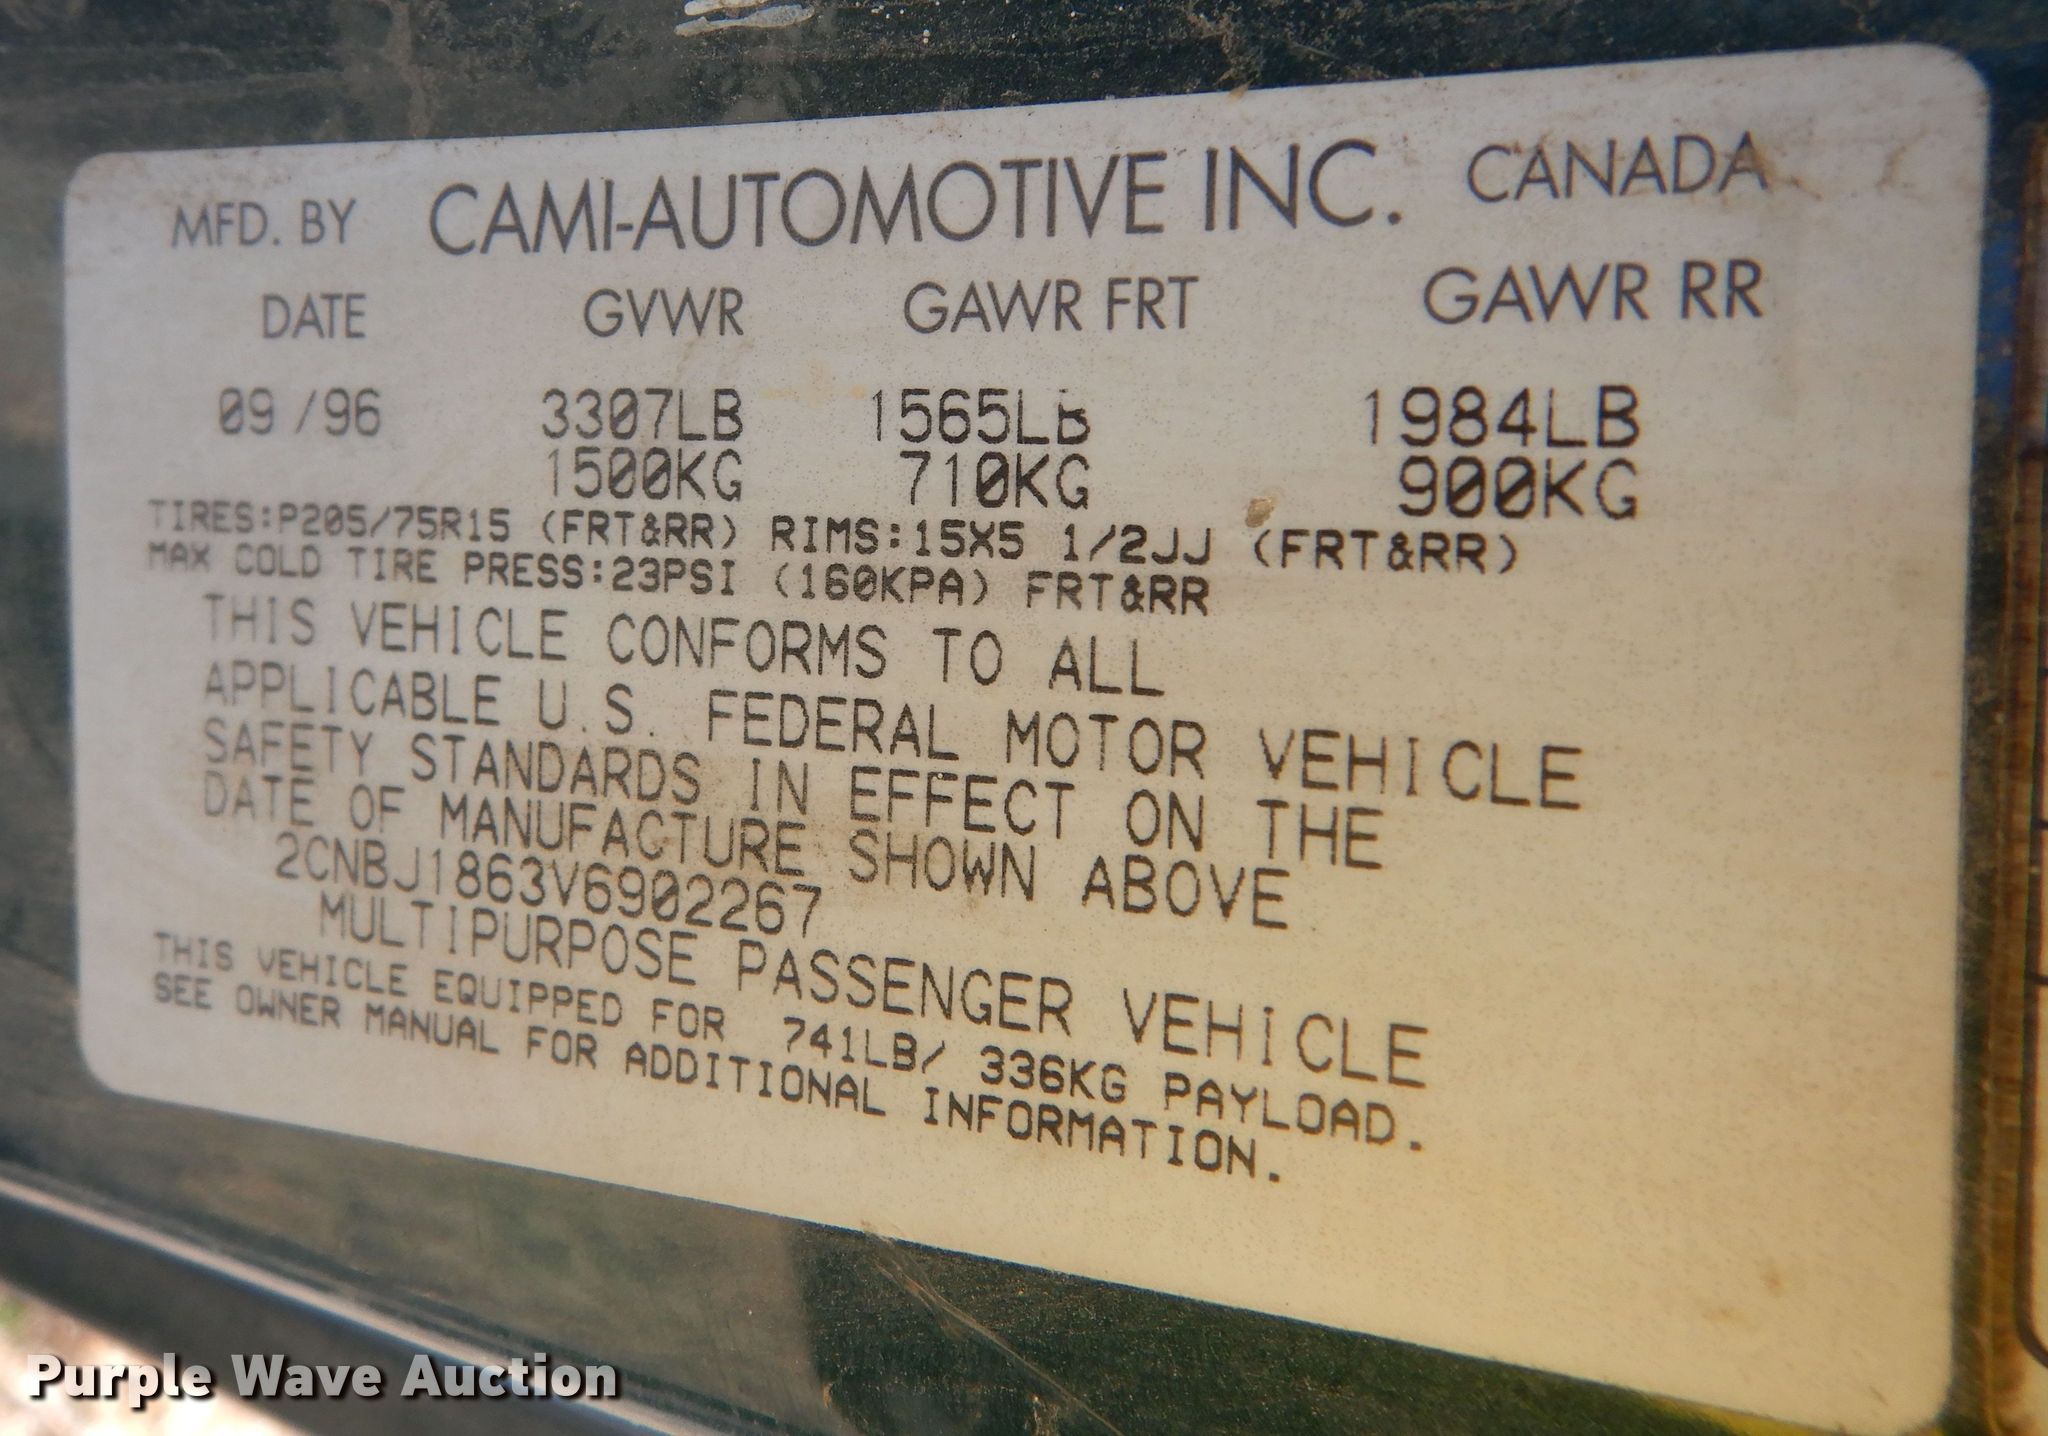 MFD. BY CAMI-AUTOMOTIVE INC. CANADA
DATE GVWR GAWR FRT GAWR RR
09 /96 3307LB 1565LB 1984LB
1500KG 710KG 900KG
TIRES:P205/75R15 (FRT&RR) RIMS:15X5 1/2JJ (FRT&RR)
MAX COLD TIRE PRESS:23PSI (160KPA) FRT&RR
THIS VEHICLE CONFORMS TO ALL
APPLICABLE U.S. FEDERAL MOTOR VEHICLE
SAFETY STANDARDS IN EFFECT ON THE
DATE OF MANUFACTURE SHOWN ABOVE
2CNBJ1863V6902267
MULTIPURPOSE PASSENGER VEHICLE
THIS VEHICLE EQUIPPED FOR 741LB/ 336KG PAYLOAD.
SEE OWNER MANUAL FOR ADDITIONAL INFORMATION.
Purple Wave Auction